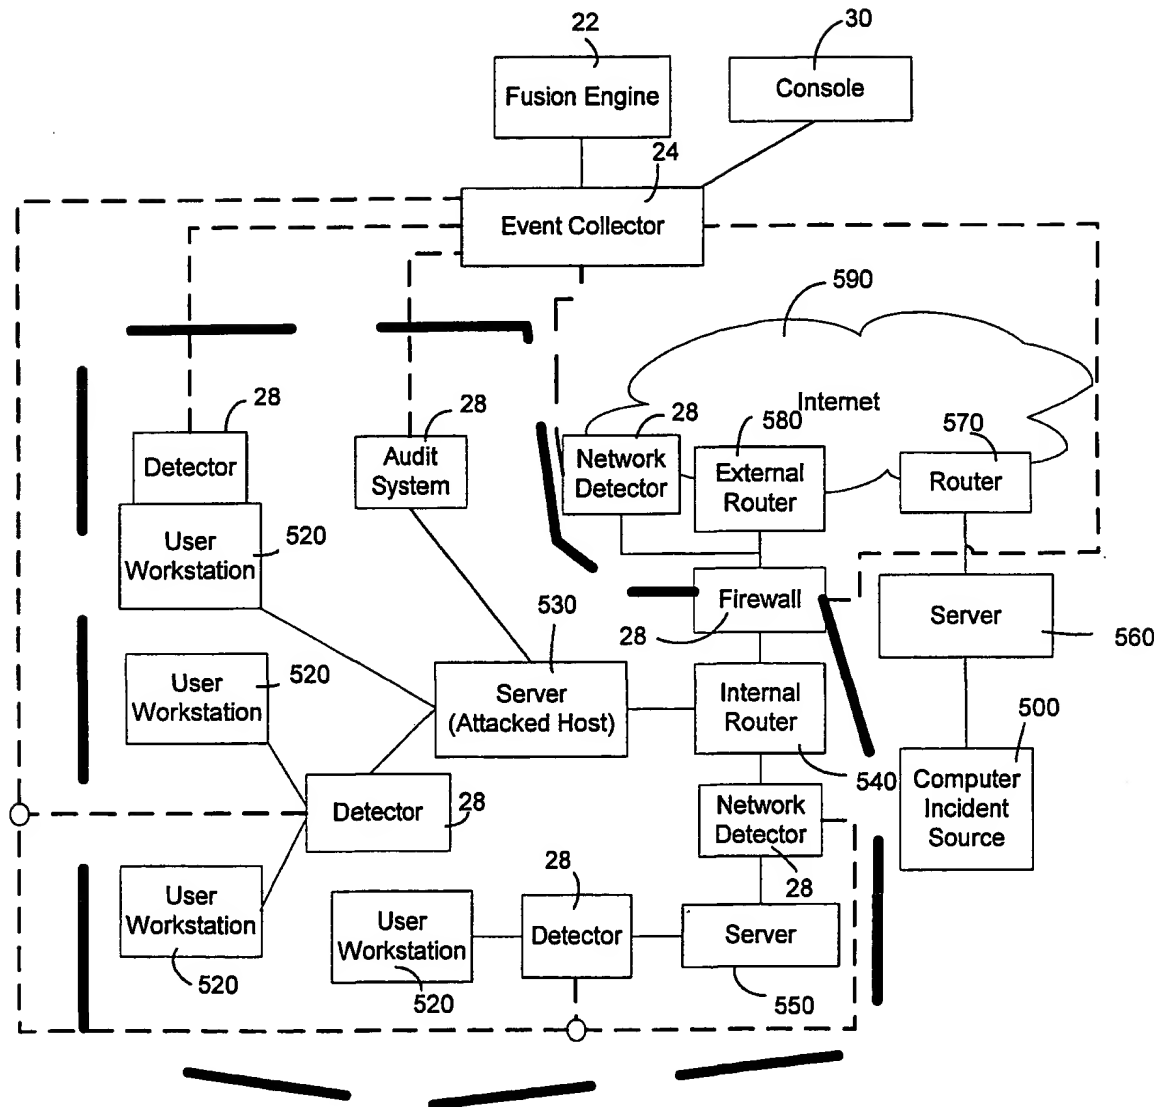 22
30
Fusion Engine
Console
24
Event Collector
590
Internet
28
28
28
580
570
Detector
Audit
System
Network
Detector
External
Router
Router
520
User
Workstation
530
Firewall
28
Server
560
520
User
Workstation
Server
(Attacked Host)
Internal
Router
540
500
Computer
Incident
Source
Detector
28
Network
Detector
28
28
User
Workstation
520
User
Workstation
520
Detector
Server
550